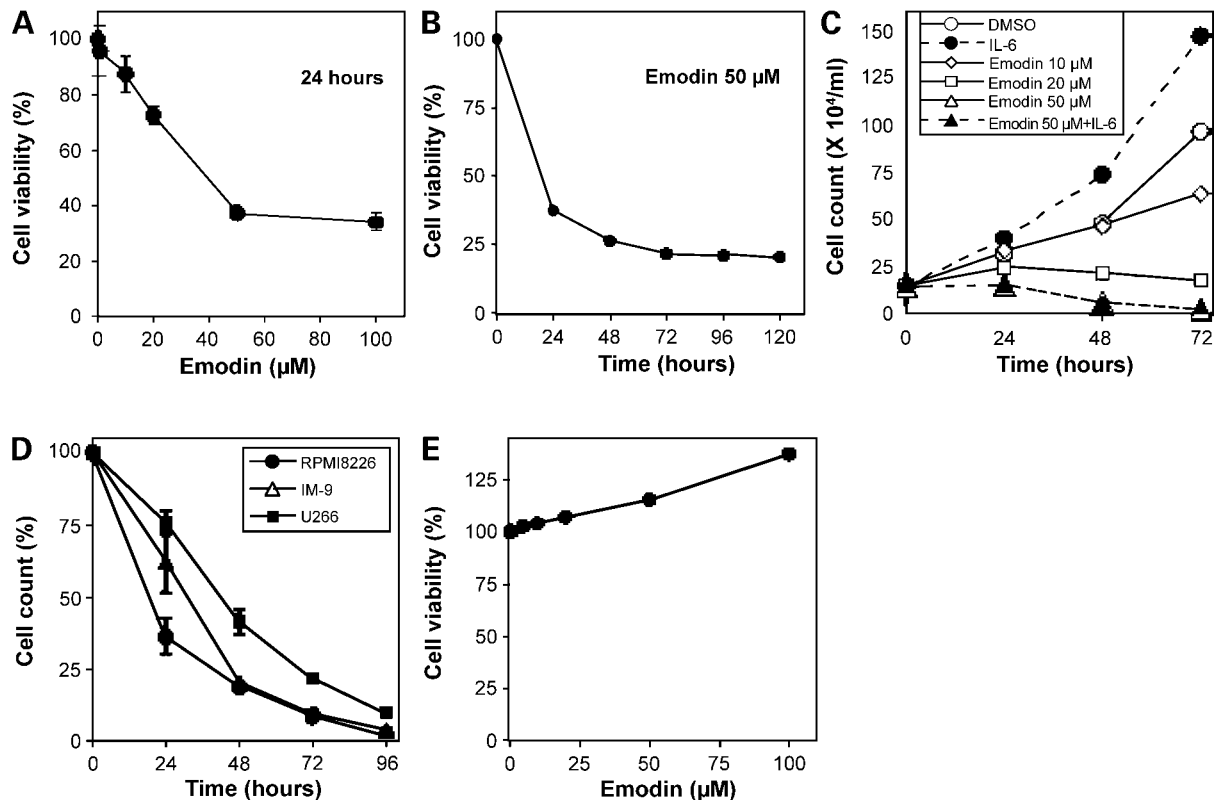 A
24 hours
100
80
60
40
20
0
Cell viability (%)
0 20 40 60 80 100
Emodin (µM)
B
Emodin 50 µM
100
75
50
25
0
Cell viability (%)
0 24 48 72 96 120
Time (hours)
C
DMSO
IL-6
Emodin 10 µM
Emodin 20 µM
Emodin 50 µM
Emodin 50 µM+IL-6
150
125
100
75
50
25
0
Cell count (X 10⁴/ml)
0 24 48 72
Time (hours)
D
RPMI8226
IM-9
U266
100
75
50
25
0
Cell count (%)
0 24 48 72 96
Time (hours)
E
125
100
75
50
25
0
Cell viability (%)
0 25 50 75 100
Emodin (µM)